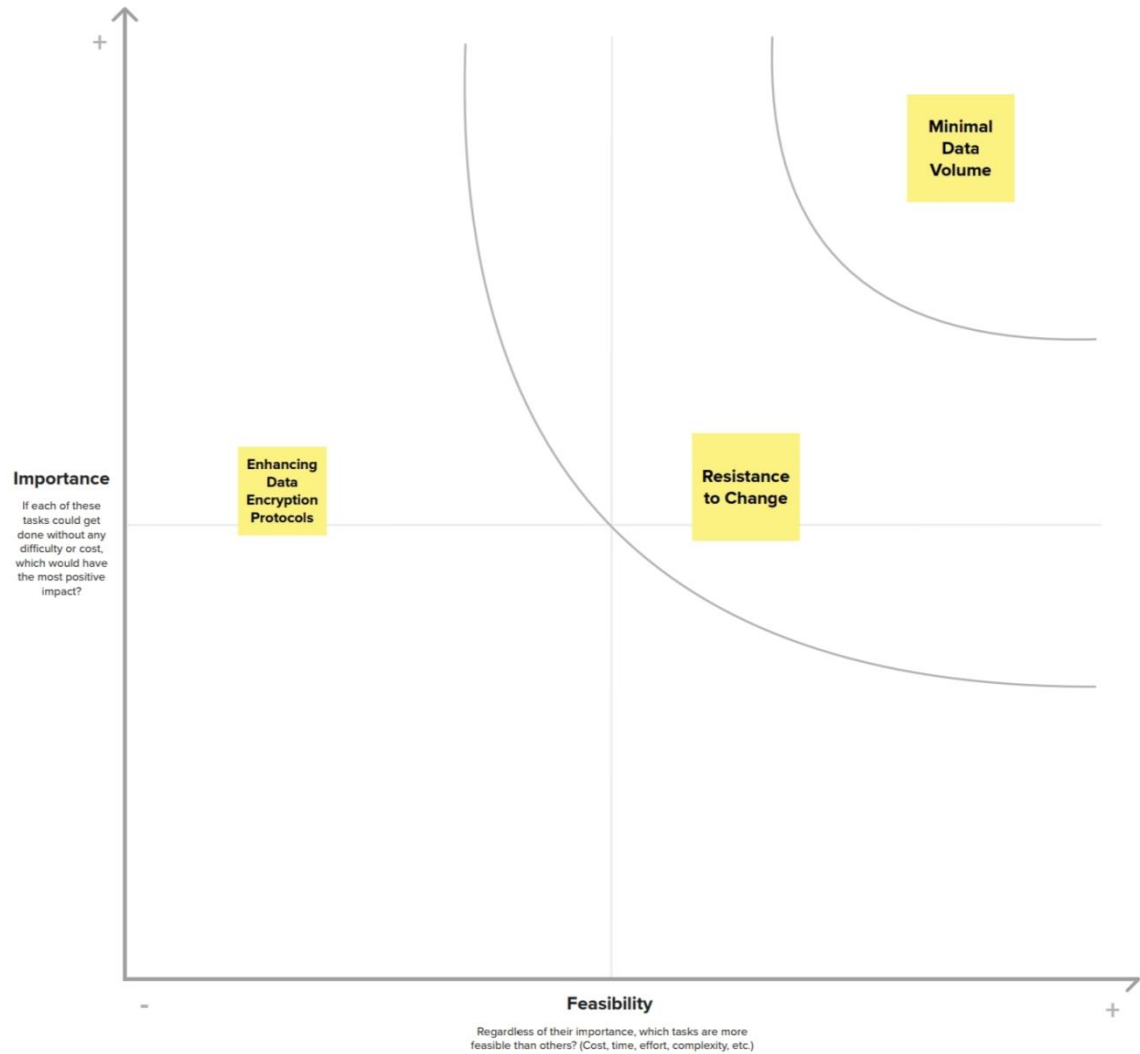 +
Minimal
Data
Volume
Importance
If each of these
tasks could get
done without any
difficulty or cost,
which would have
the most positive
impact?
Enhancing
Data
Encryption
Protocols
Resistance
to Change
-
Feasibility
+
Regardless of their importance, which tasks are more
feasible than others? (Cost, time, effort, complexity, etc.)